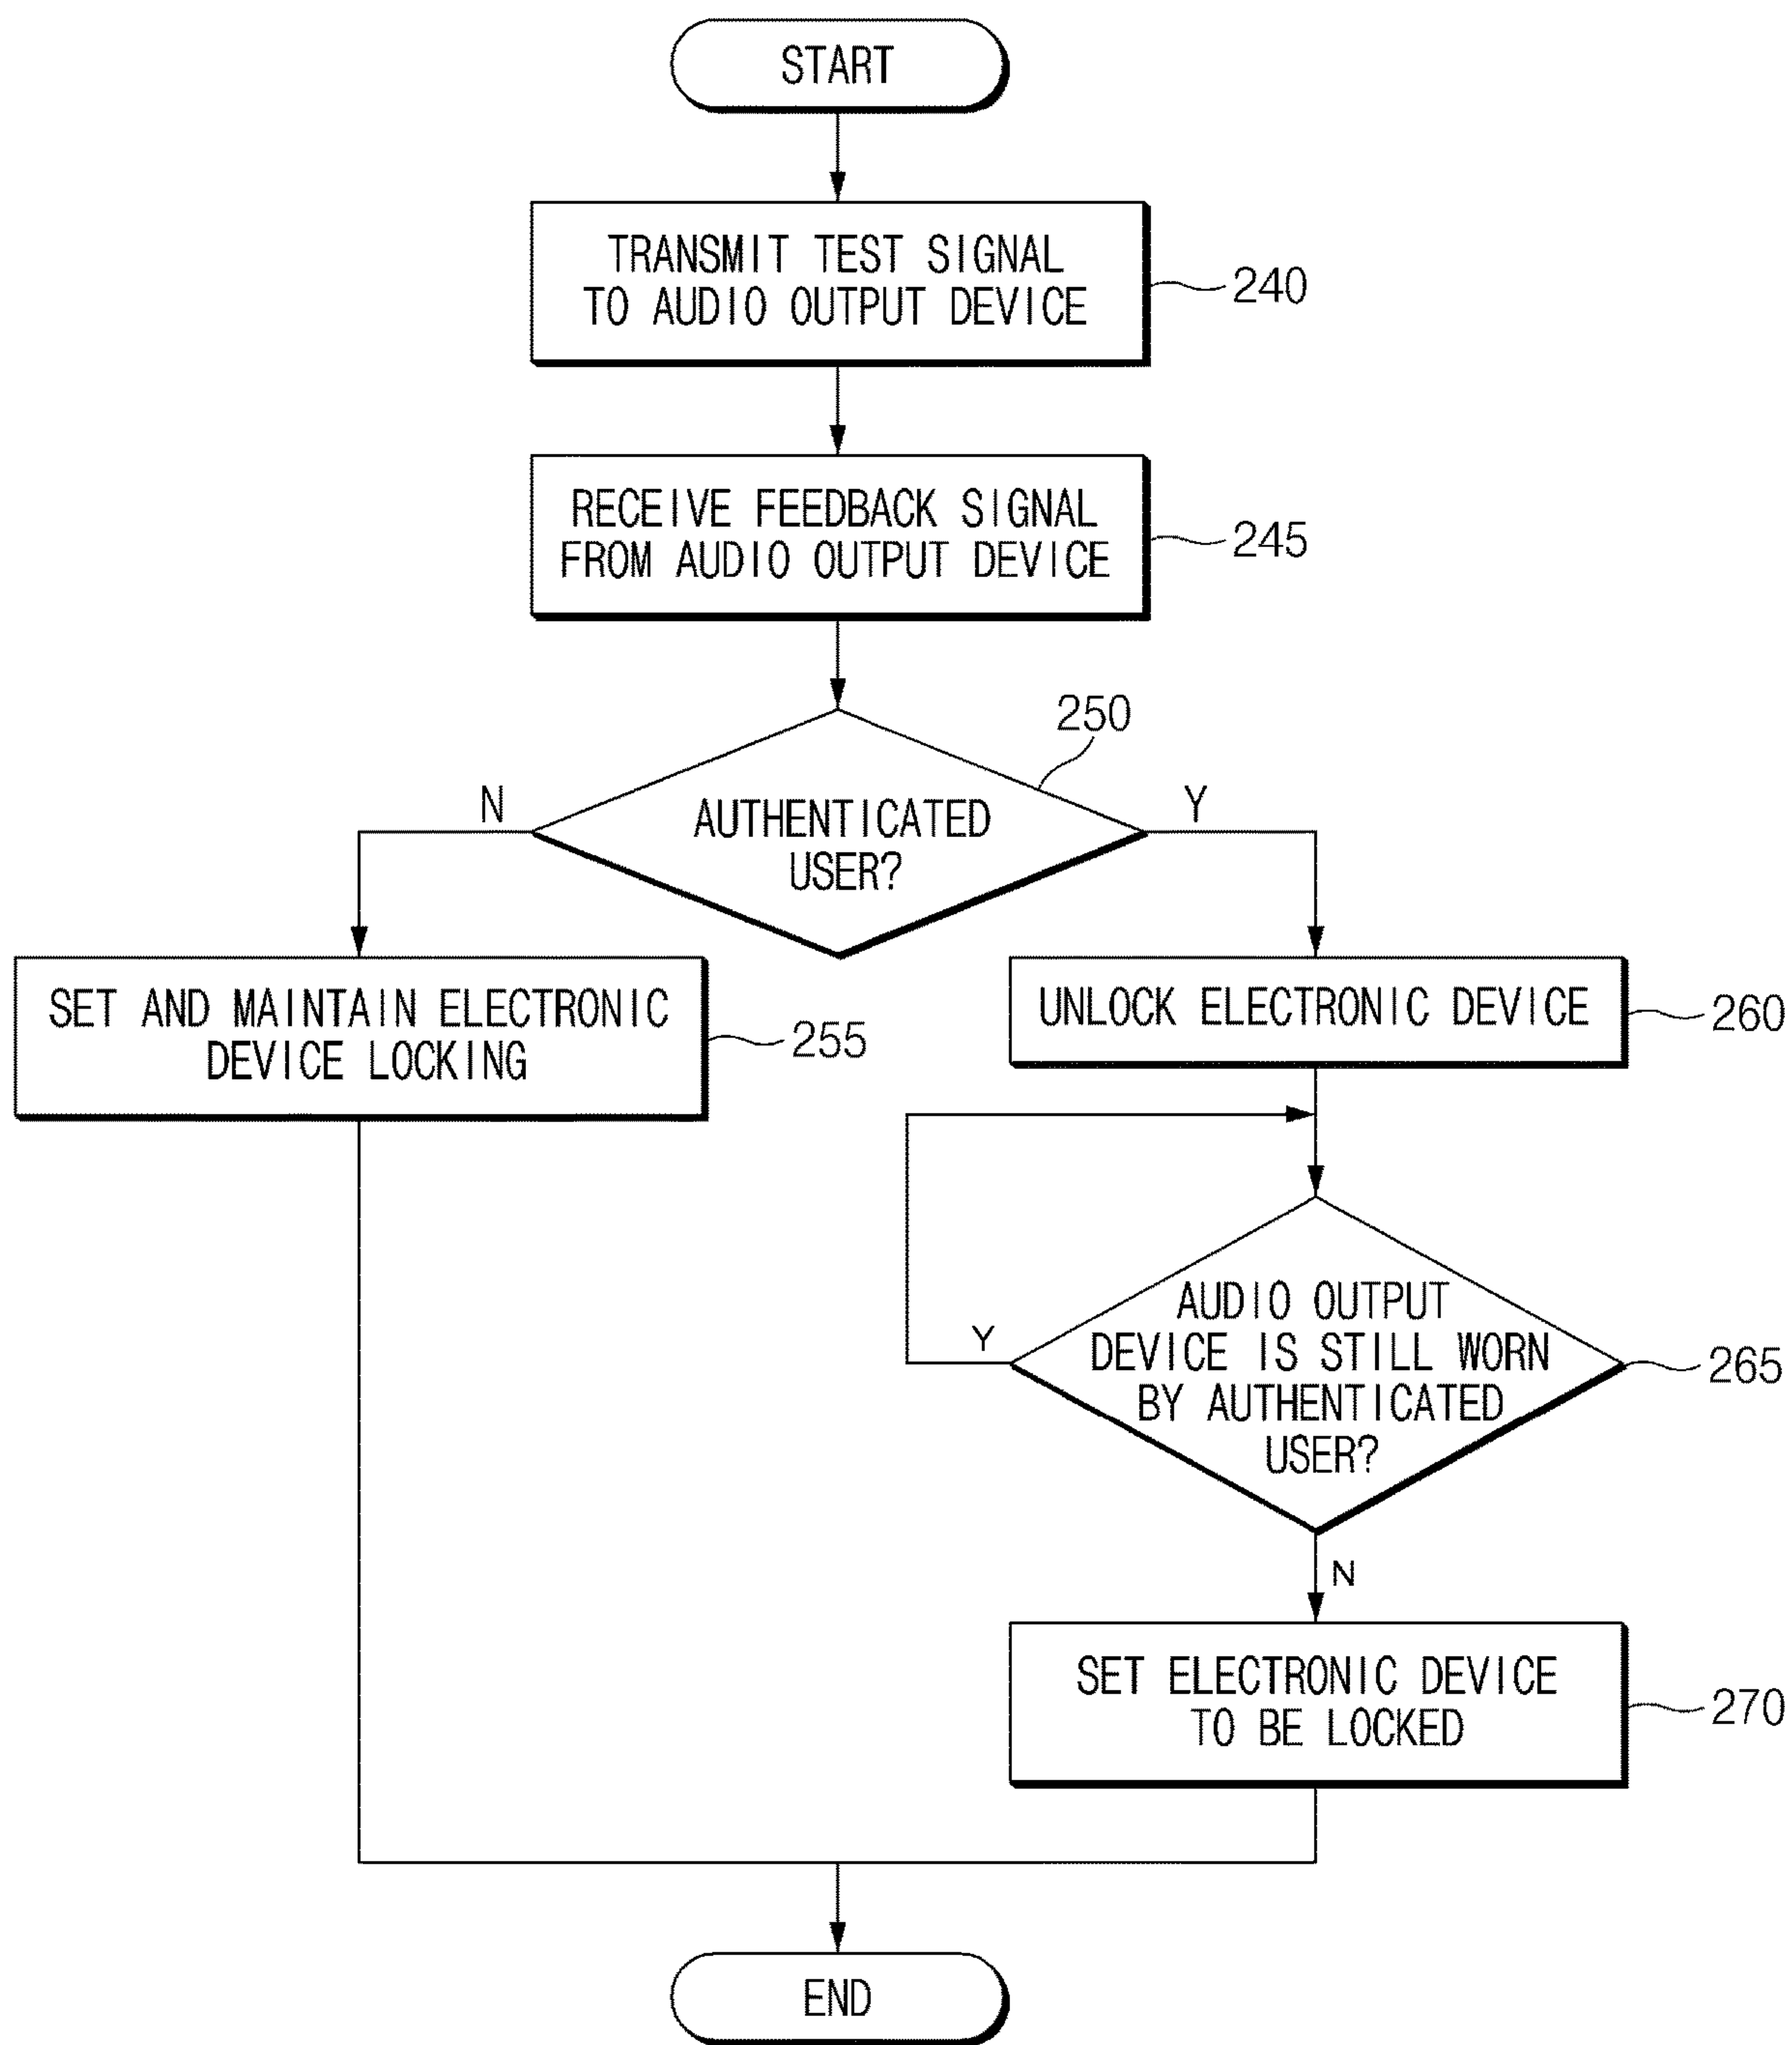 START
TRANSMIT TEST SIGNAL
TO AUDIO OUTPUT DEVICE
240
RECEIVE FEEDBACK SIGNAL
FROM AUDIO OUTPUT DEVICE
245
250
N
AUTHENTICATED
USER?
Y
SET AND MAINTAIN ELECTRONIC
DEVICE LOCKING
255
UNLOCK ELECTRONIC DEVICE
260
Y
AUDIO OUTPUT
DEVICE IS STILL WORN
BY AUTHENTICATED
USER?
265
N
SET ELECTRONIC DEVICE
TO BE LOCKED
270
END